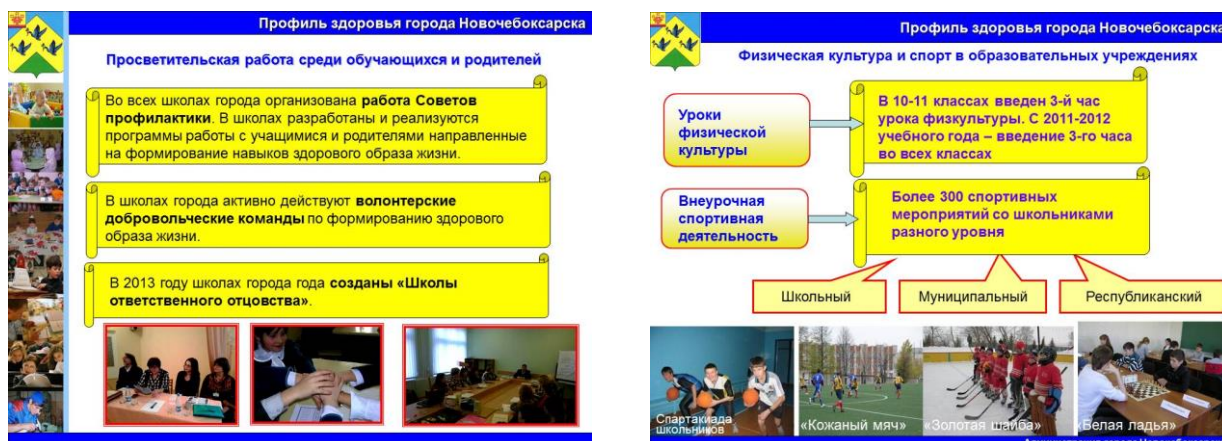 Профиль здоровья города Новочебоксарска
Просветительская работа среди обучающихся и родителей
Во всех школах города организована работа Советов
профилактики. В школах разработаны и реализуются
программы работы с учащимися и родителями направленные
на формирование навыков здорового образа жизни.
В школах города активно действуют волонтерские
добровольческие команды по формированию здорового
образа жизни.
В 2013 году школах города года созданы «Школы
ответственного отцовства».
Профиль здоровья города Новочебоксарска
Физическая культура и спорт в образовательных учреждениях
Уроки
физической
культуры
В 10-11 классах введен 3-й час
урока физкультуры. С 2011-2012
учебного года – введение 3-го часа
во всех классах
Внеурочная
спортивная
деятельность
Более 300 спортивных
мероприятий со школьниками
разного уровня
Школьный
Муниципальный
Республиканский
Спартакиада
школьников
«Кожаный мяч»
«Золотая шайба»
«Белая ладья»